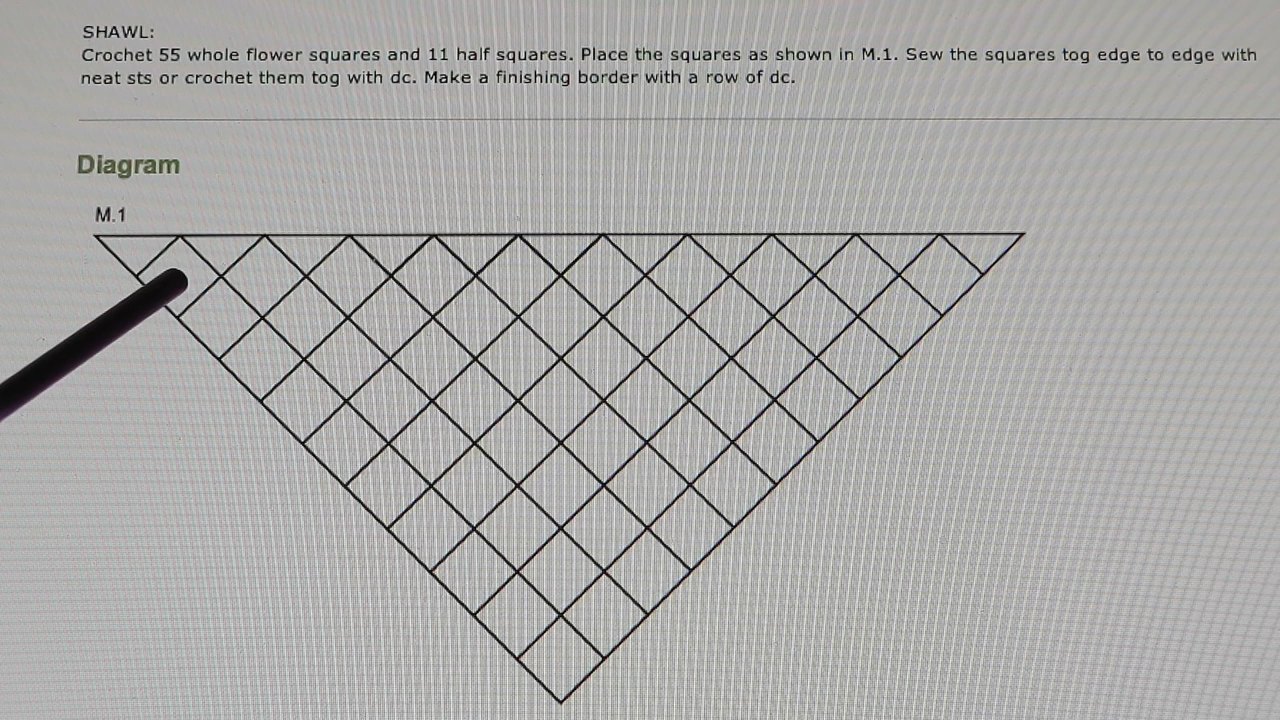 SHAWL:
Crochet 55 whole flower squares and 11 half squares. Place the squares as shown in M.1. Sew the squares tog edge to edge with
neat sts or crochet them tog with dc. Make a finishing border with a row of dc.
Diagram
M.1